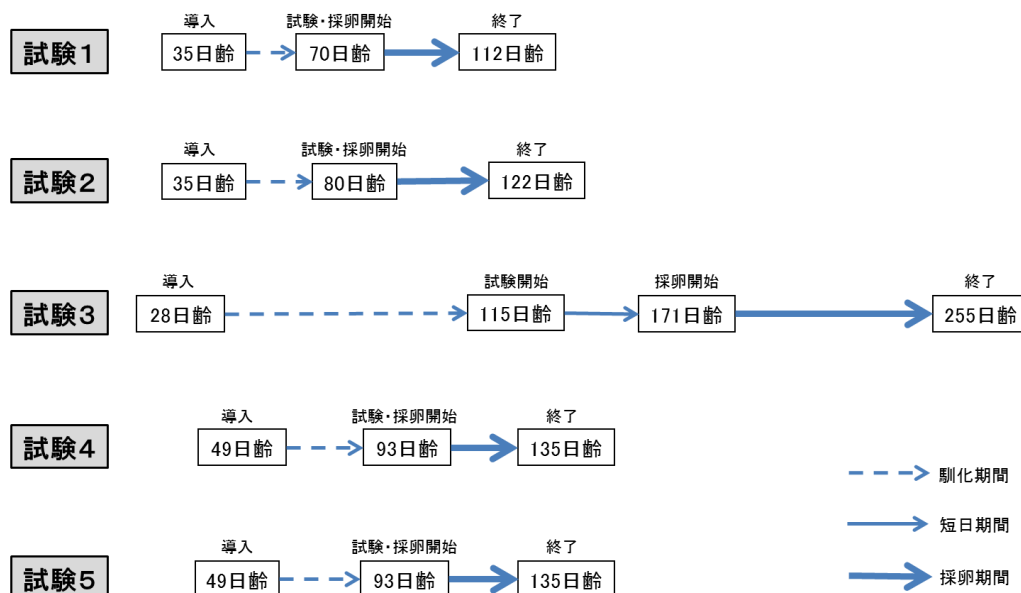 導入 試験・採卵開始 終了
試験1 35日齢 70日齢 112日齢
導入 試験・採卵開始 終了
試験2 35日齢 80日齢 122日齢
導入 試験開始 採卵開始 終了
試験3 28日齢 115日齢 171日齢 255日齢
導入 試験・採卵開始 終了
試験4 49日齢 93日齢 135日齢
馴化期間
短日期間
導入 試験・採卵開始 終了
試験5 49日齢 93日齢 135日齢
採卵期間